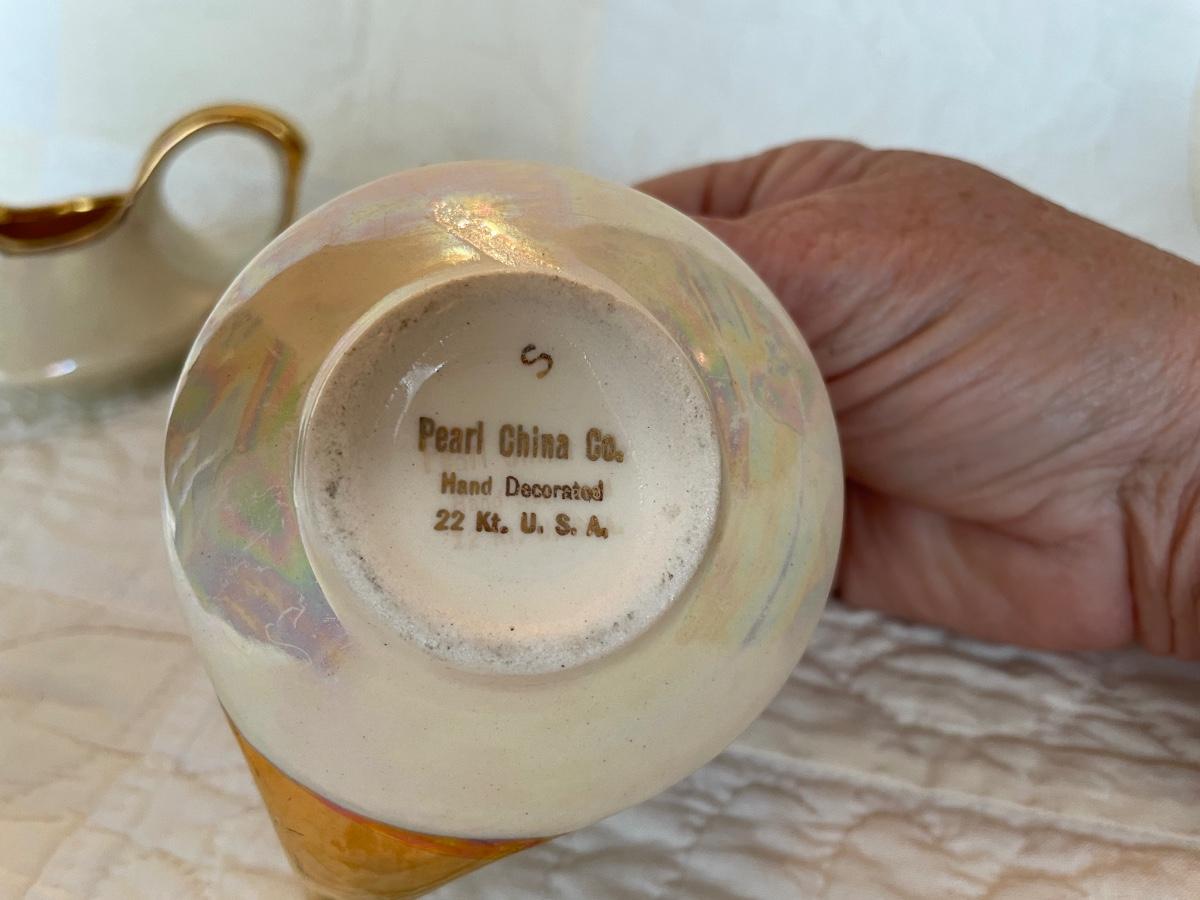 S
Pearl China Co.
Hand Decorated
22 Kt. U. S. A.